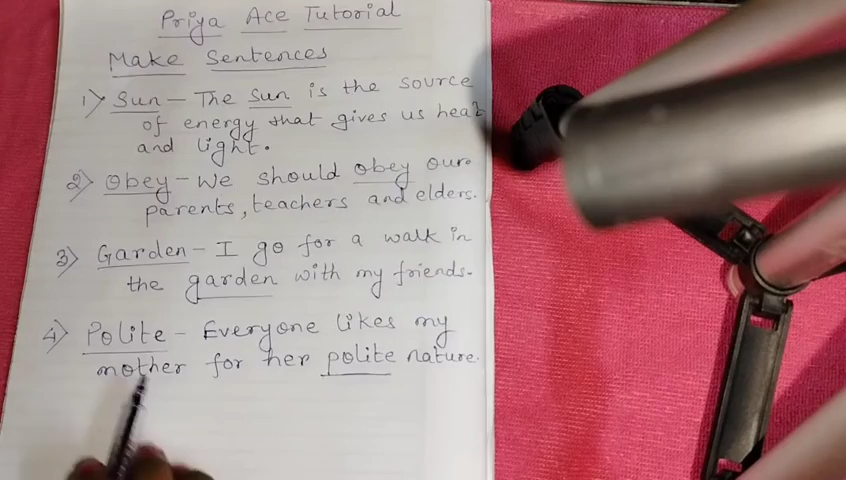 Priya Ace Tutorial
Make Sentences
1) Sun - The sun is the source
of energy that gives us heat
and light.
2) Obey - We should obey our
parents, teachers and elders.
3) Garden - I go for a walk in
the garden with my friends.
4) Polite - Everyone likes my
mother for her polite nature.